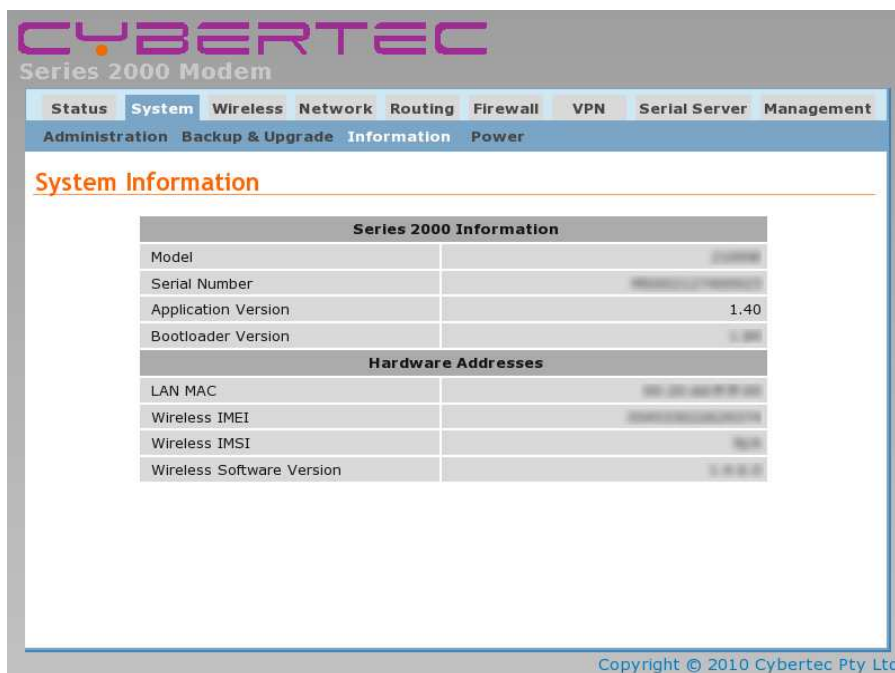 CYBERTEC
Series 2000 Modem
Status System Wireless Network Routing Firewall VPN Serial Server Management
Administration Backup & Upgrade Information Power
System Information
Series 2000 Information
Model
Serial Number
Application Version 1.40
Bootloader Version
Hardware Addresses
LAN MAC
Wireless IMEI
Wireless IMSI
Wireless Software Version
Copyright © 2010 Cybertec Pty Ltd